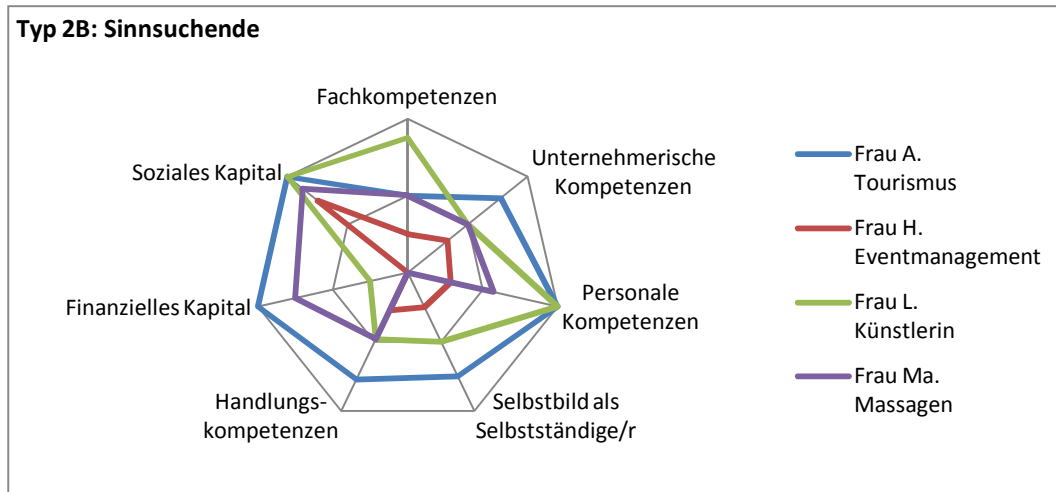 Typ 2B: Sinnsuchende
Fachkompetenzen
Unternehmerische
Kompetenzen
Personale
Kompetenzen
Selbstbild als
Selbstständige/r
Handlungs-
kompetenzen
Finanzielles Kapital
Soziales Kapital
Frau A.
Tourismus
Frau H.
Eventmanagement
Frau L.
Künstlerin
Frau Ma.
Massagen